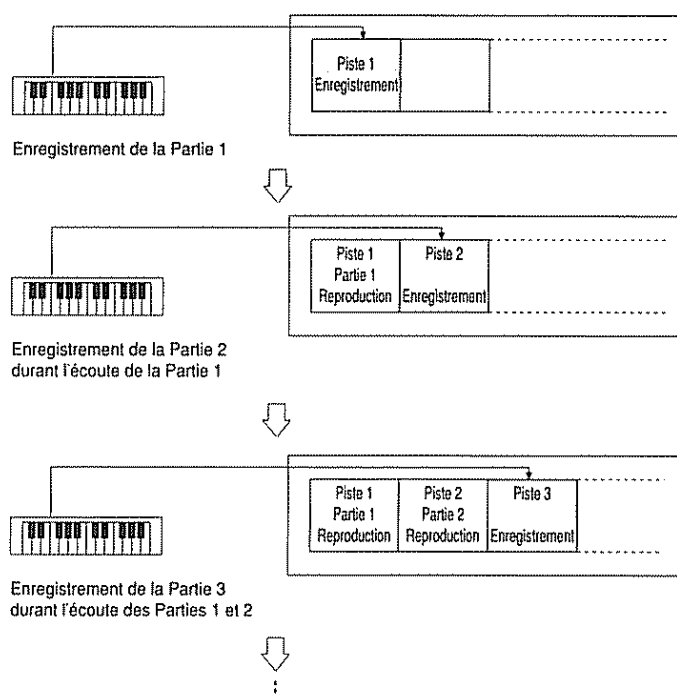 Piste 1
Enregistrement
Enregistrement de la Partie 1
Piste 1
Partie 1
Reproduction
Piste 2
Enregistrement
Enregistrement de la Partie 2
durant l'écoute de la Partie 1
Piste 1
Partie 1
Reproduction
Piste 2
Partie 2
Reproduction
Piste 3
Enregistrement
Enregistrement de la Partie 3
durant l'écoute des Parties 1 et 2